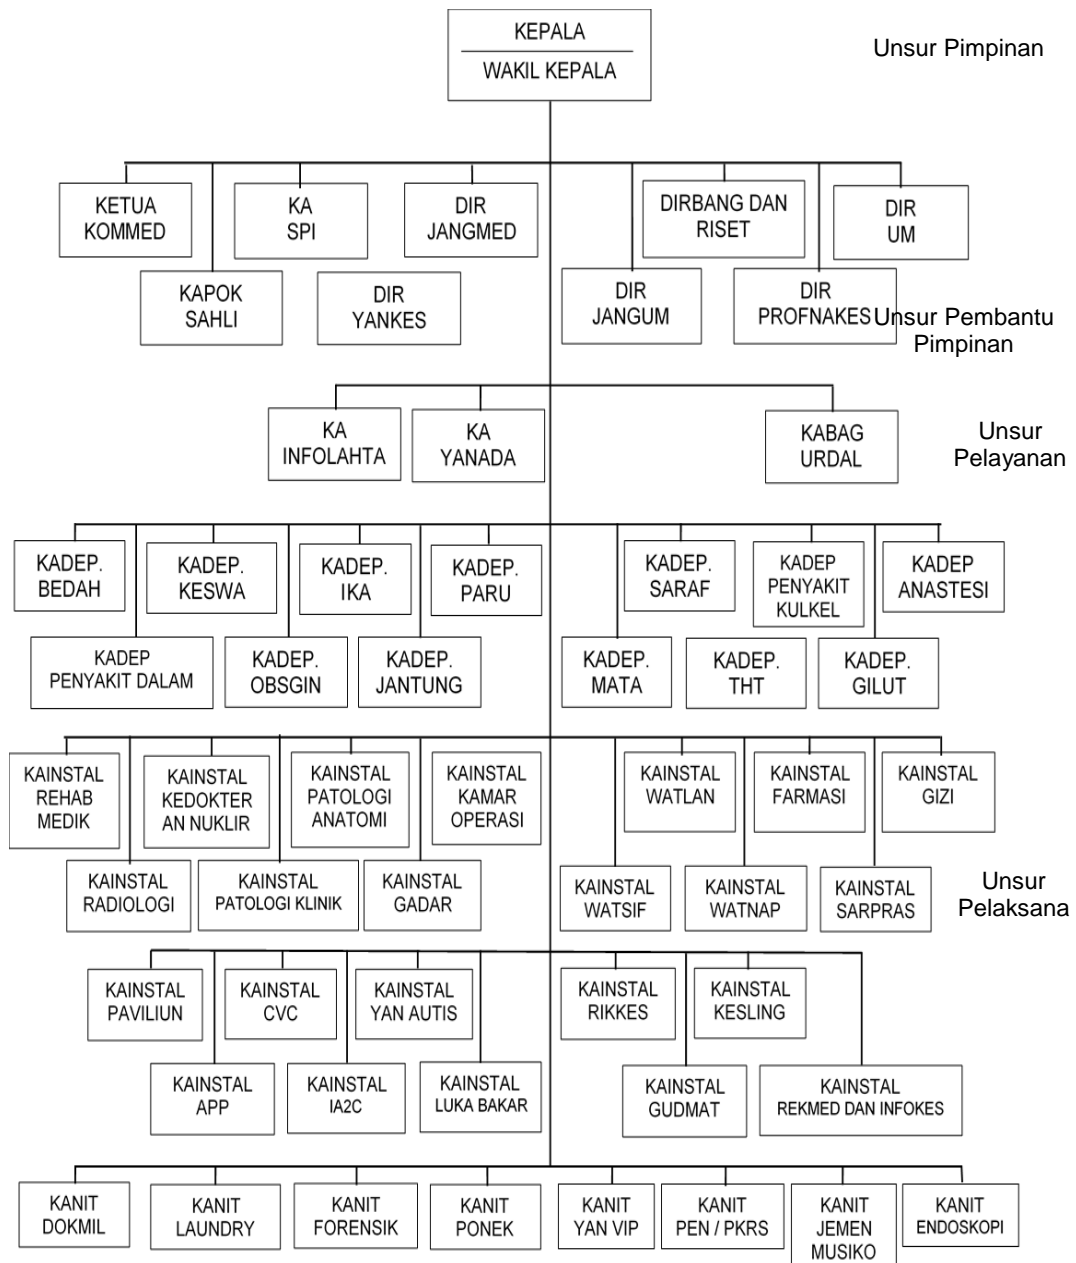 KEPALA
WAKIL KEPALA
Unsur Pimpinan
KETUA
KOMMED
KA
SPI
DIR
JANGMED
DIRBANG DAN
RISET
DIR
UM
KAPOK
SAHLI
DIR
YANKES
DIR
JANGUM
DIR
PROFNAKES
Unsur Pembantu
Pimpinan
KA
INFOLAHTA
KA
YANADA
KABAG
URDAL
Unsur
Pelayanan
KADEP.
BEDAH
KADEP.
KESWA
KADEP.
IKA
KADEP.
PARU
KADEP.
SARAF
KADEP
PENYAKIT
KULKEL
KADEP
ANASTESI
KADEP
PENYAKIT DALAM
KADEP.
OBSGIN
KADEP.
JANTUNG
KADEP.
MATA
KADEP.
THT
KADEP.
GILUT
KAINSTAL
REHAB
MEDIK
KAINSTAL
KEDOKTER
AN NUKLIR
KAINSTAL
PATOLOGI
ANATOMI
KAINSTAL
KAMAR
OPERASI
KAINSTAL
WATLAN
KAINSTAL
FARMASI
KAINSTAL
GIZI
KAINSTAL
RADIOLOGI
KAINSTAL
PATOLOGI KLINIK
KAINSTAL
GADAR
KAINSTAL
WATSIF
KAINSTAL
WATNAP
KAINSTAL
SARPRAS
Unsur
Pelaksana
KAINSTAL
PAVILIUN
KAINSTAL
CVC
KAINSTAL
YAN AUTIS
KAINSTAL
RIKKES
KAINSTAL
KESLING
KAINSTAL
APP
KAINSTAL
IA2C
KAINSTAL
LUKA BAKAR
KAINSTAL
GUDMAT
KAINSTAL
REKMED DAN INFOKES
KANIT
DOKMIL
KANIT
LAUNDRY
KANIT
FORENSIK
KANIT
PONEK
KANIT
YAN VIP
KANIT
PEN / PKRS
KANIT
JEMEN
MUSIKO
KANIT
ENDOSKOPI